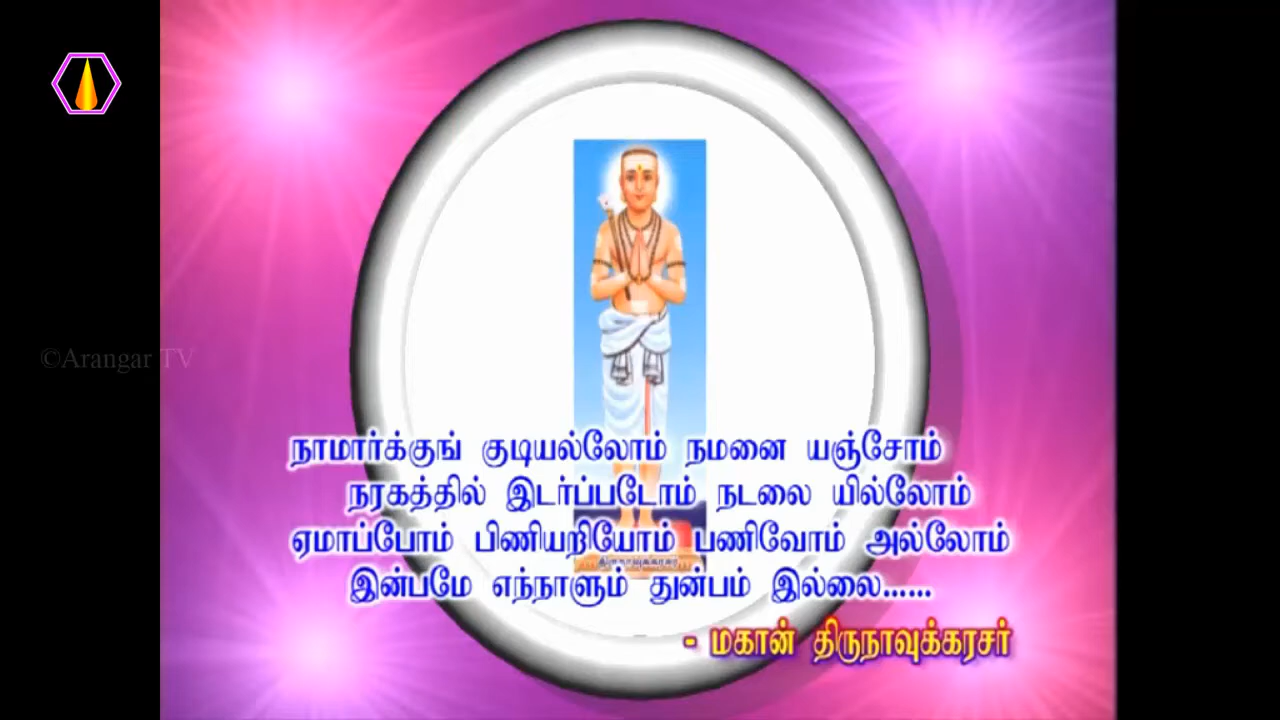 ©Arangar TV
நாமார்க்குங் குடியல்லோம் நமனை யஞ்சோம்
நரகத்தில் இடர்ப்படோம் நடலை யில்லோம்
ஏமாப்போம் பிணியறியோம் பணிவோம் அல்லோம்
திருநாவுக்கரசர்
இன்பமே எந்நாளும் துன்பம் இல்லை......
- மகான் திருநாவுக்கரசர்